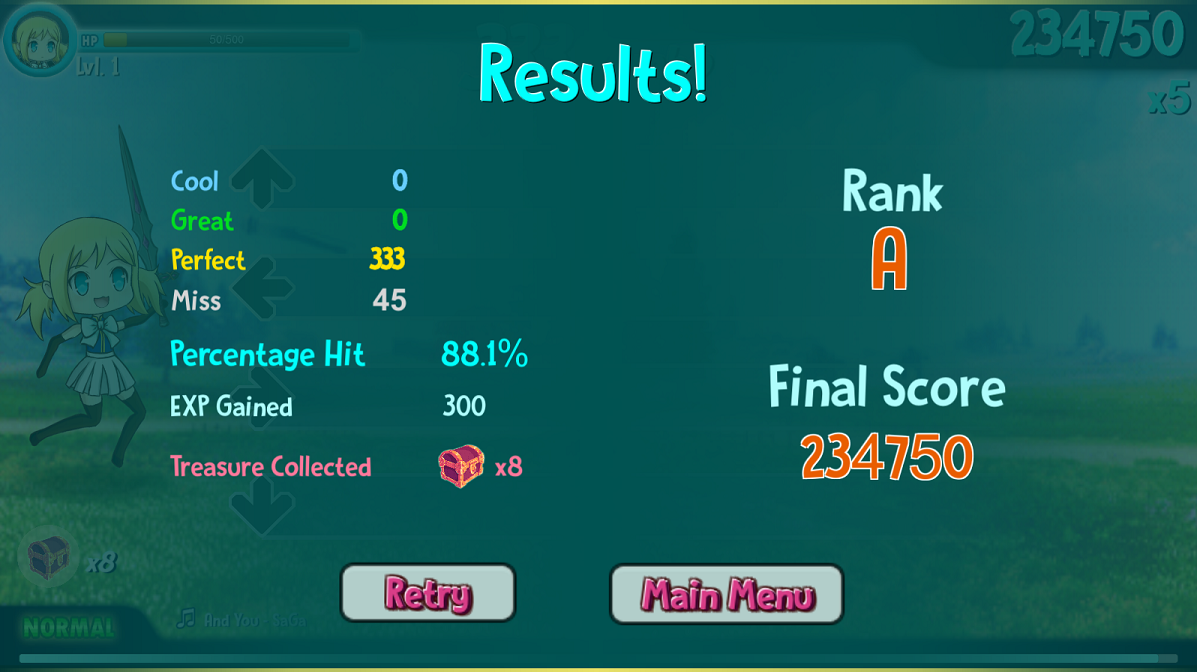 HP 50/500
234750
Lvl. 1
Results!
x5
Cool 0
Great 0
Perfect 333
Miss 45
Percentage Hit 88.1%
EXP Gained 300
Treasure Collected x8
Rank
A
Final Score
234750
x8
Retry
Main Menu
NORMAL
And You - SaGa